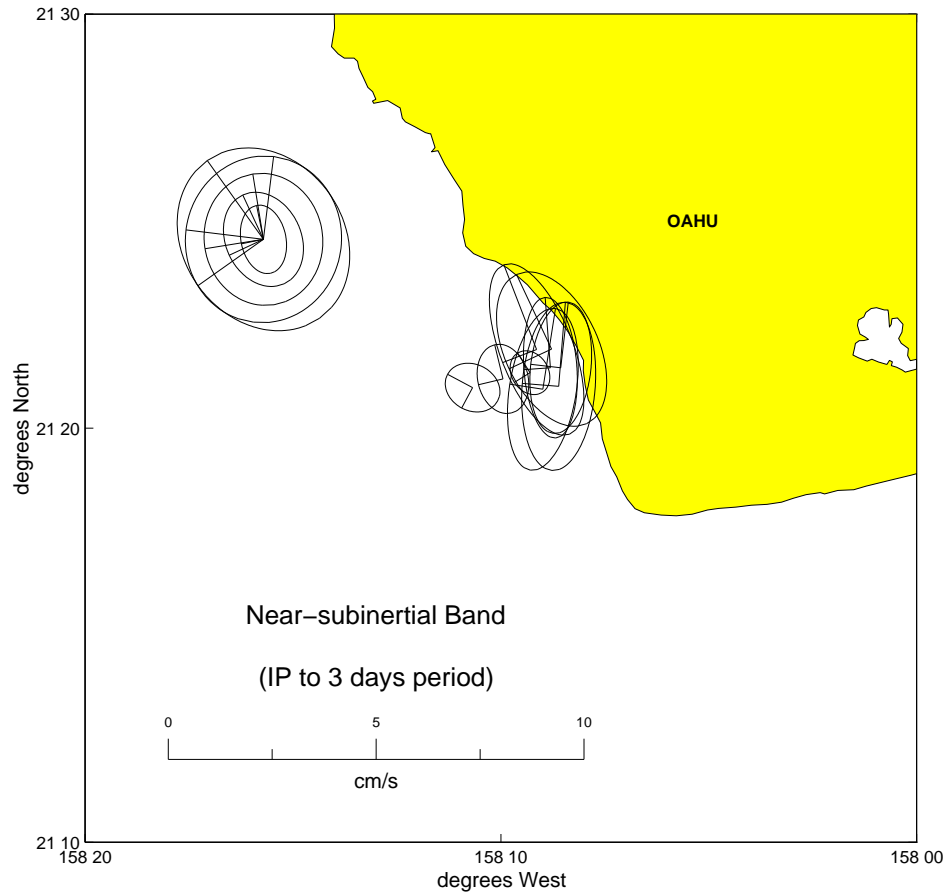 21 30
OAHU
degrees North
21 20
Near−subinertial Band
(IP to 3 days period)
0 5 10
cm/s
21 10
158 20 158 10 158 00
degrees West